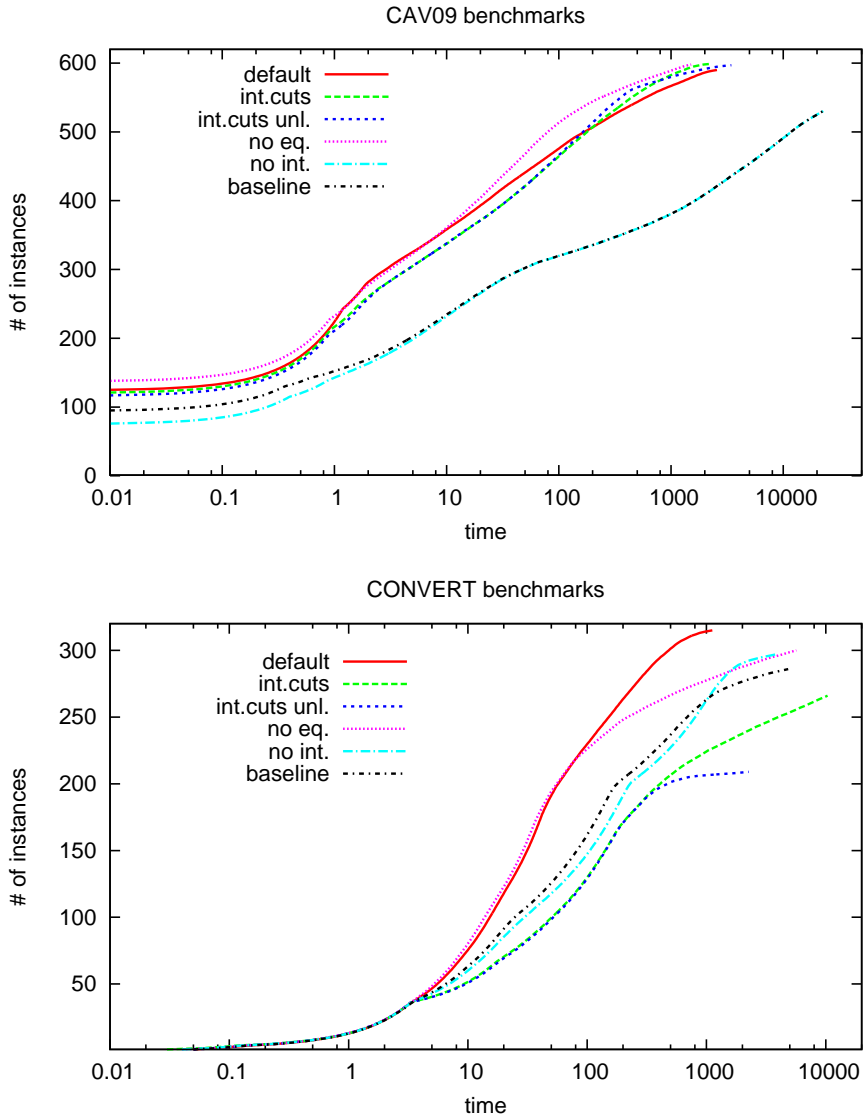 CAV09 benchmarks
600
500
400
300
200
100
0
# of instances
default
int.cuts
int.cuts unl.
no eq.
no int.
baseline
0.01 0.1 1 10 100 1000 10000
time
CONVERT benchmarks
300
250
200
150
100
50
# of instances
default
int.cuts
int.cuts unl.
no eq.
no int.
baseline
0.01 0.1 1 10 100 1000 10000
time